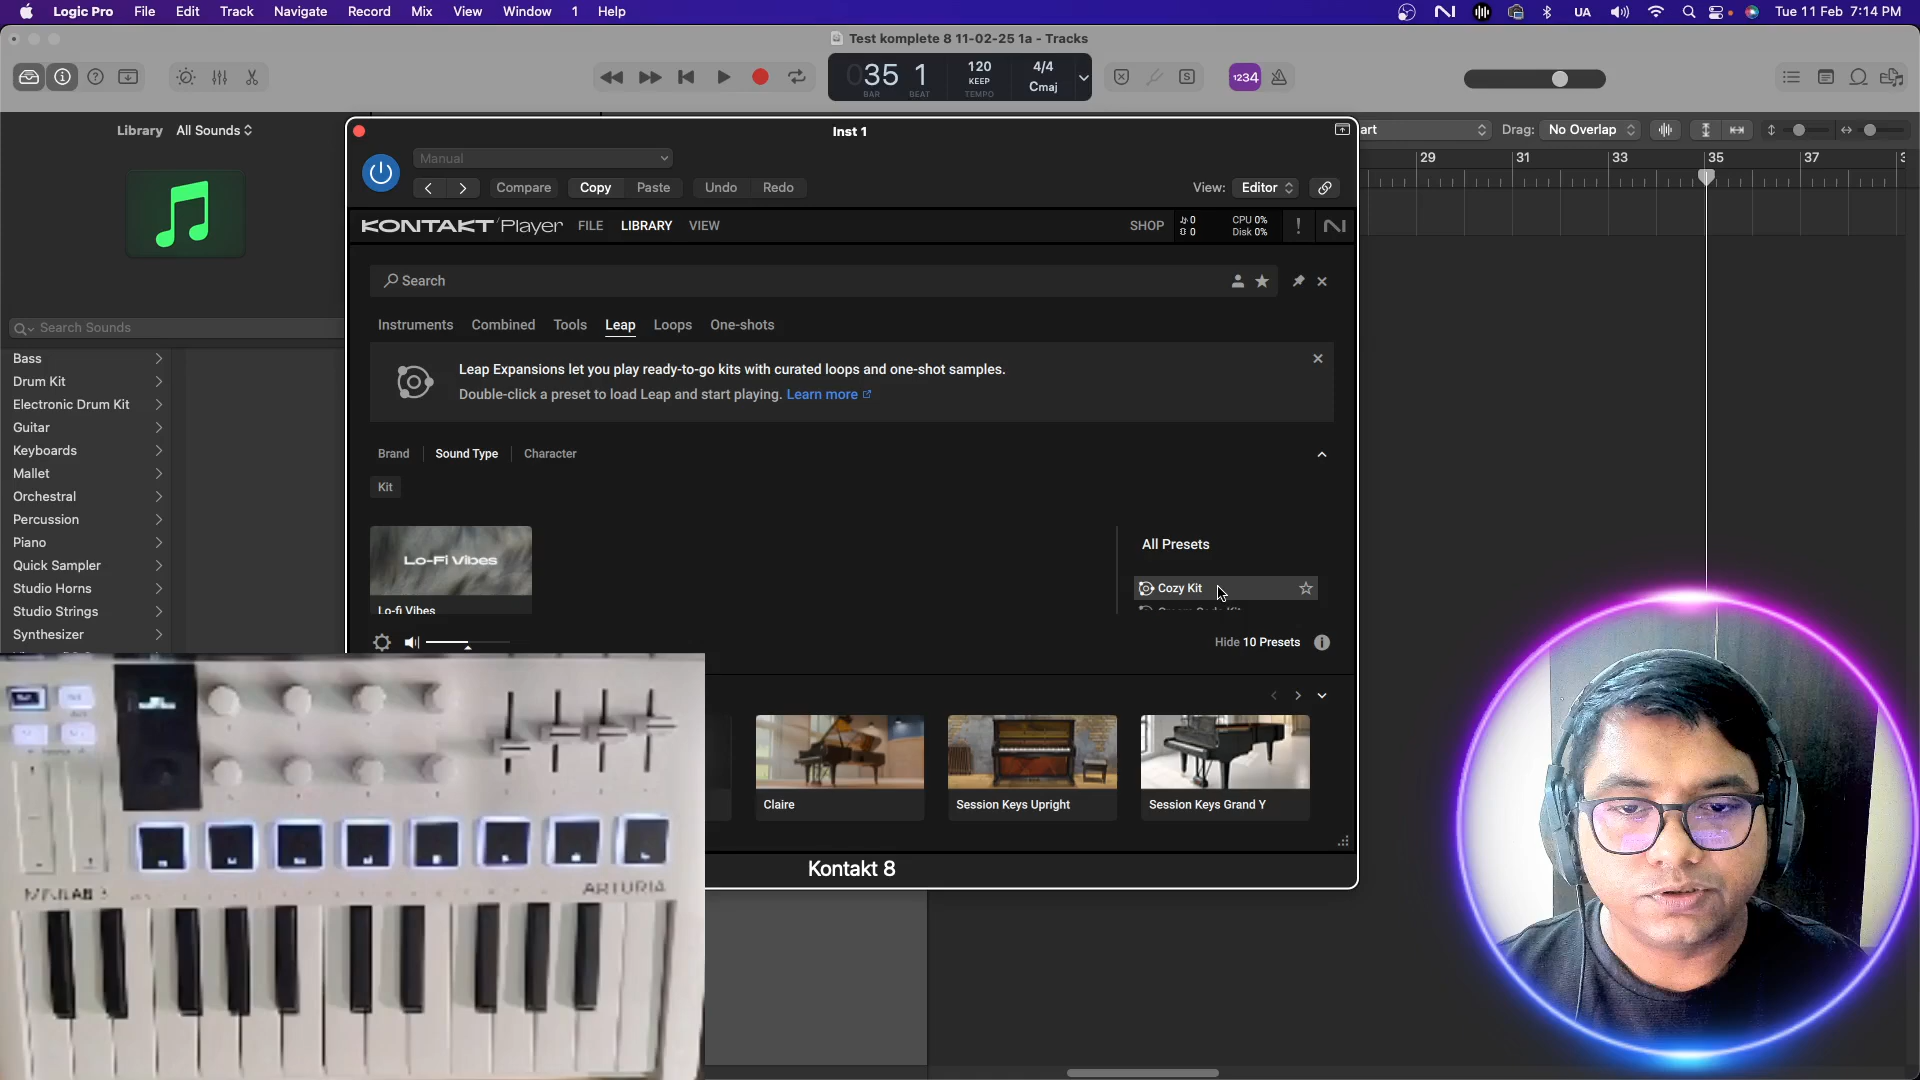 Logic Pro File Edit Track Navigate Record Mix View Window 1 Help
UA
Tue 11 Feb 7:14 PM
Test komplete 8 11-02-25 1a - Tracks
035 1
BAR BEAT
120
KEEP
TEMPO
4/4
Cmaj
S
1234
Library All Sounds
Inst 1
art
Drag: No Overlap
29 31 33 35 37
Manual
Compare Copy Paste Undo Redo
View: Editor
KONTAKT Player FILE LIBRARY VIEW
SHOP
0
0
CPU 0%
Disk 0%
Search
Instruments Combined Tools Leap Loops One-shots
Search Sounds
Leap Expansions let you play ready-to-go kits with curated loops and one-shot samples.
Double-click a preset to load Leap and start playing. Learn more
Bass
Drum Kit
Electronic Drum Kit
Guitar
Keyboards
Mallet
Orchestral
Percussion
Piano
Quick Sampler
Studio Horns
Studio Strings
Synthesizer
Brand Sound Type Character
Kit
Lo-Fi Vibes
Lo-fi Vibes
All Presets
Cozy Kit
Hide 10 Presets
Claire
Session Keys Upright
Session Keys Grand Y
Kontakt 8
MINILAB 3
ARTURIA